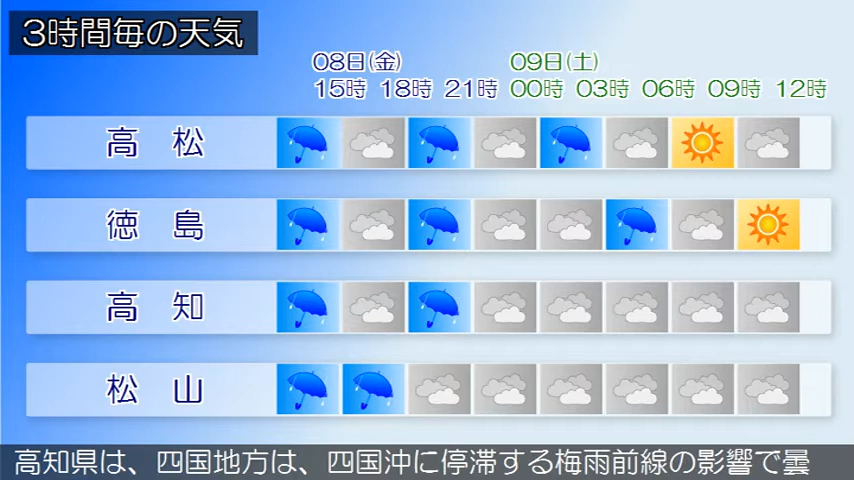 3時間毎の天気
08日(金) 09日(土)
15時 18時 21時 00時 03時 06時 09時 12時
高松
徳島
高知
松山
高知県は、四国地方は、四国沖に停滞する梅雨前線の影響で曇